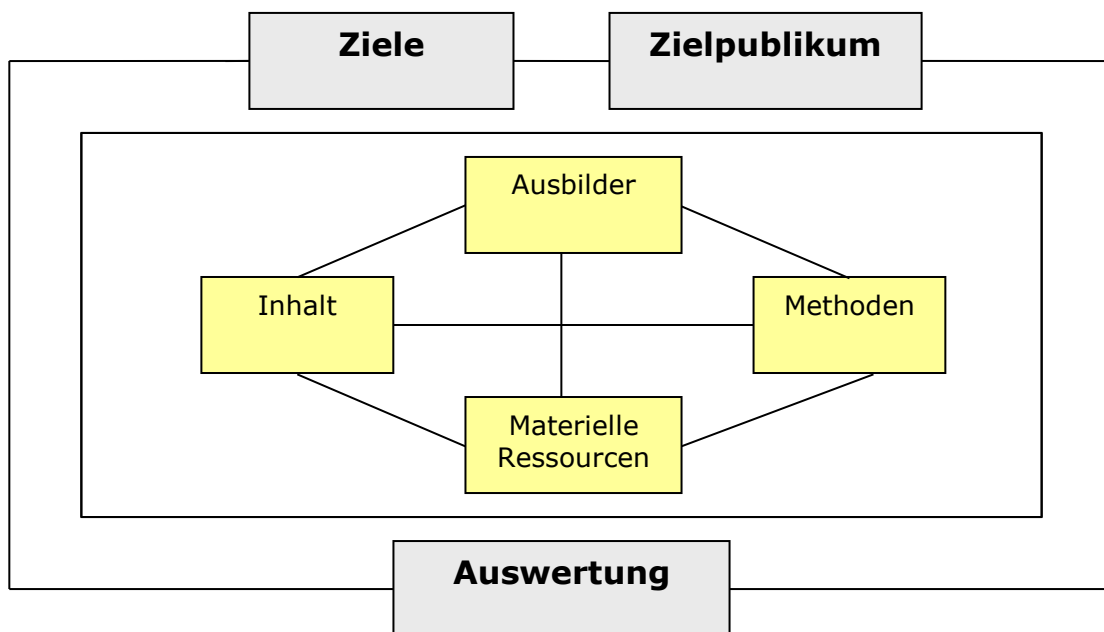 Ziele
Zielpublikum
Ausbilder
Inhalt
Methoden
Materielle
Ressourcen
Auswertung